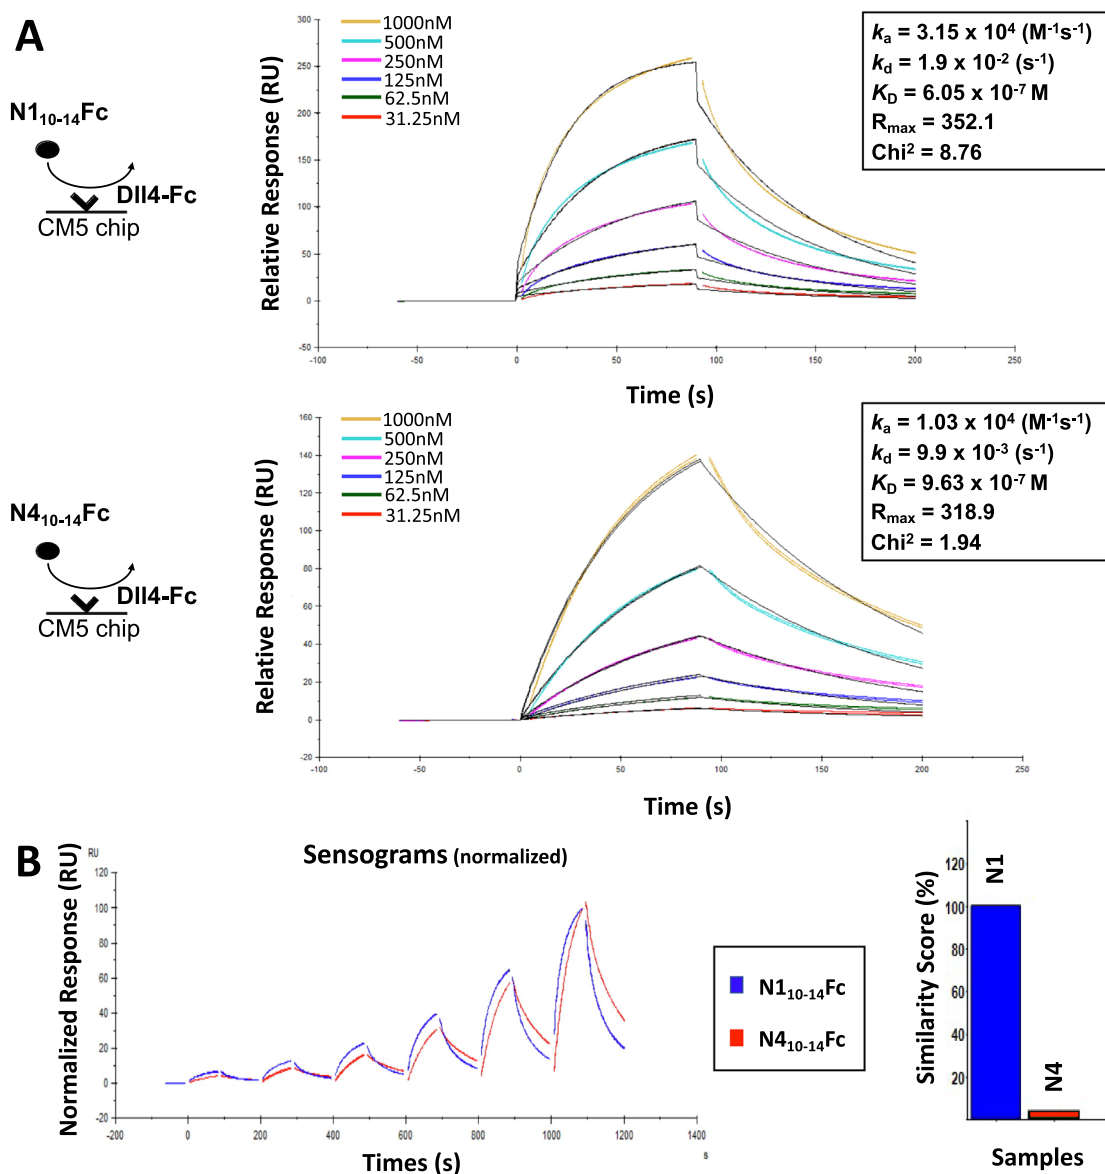 A
N1₁₀₋₁₄Fc
Dll4-Fc
CM5 chip
Relative Response (RU)
300
250
200
150
100
50
0
-50
-100
-50
0
50
100
150
200
250
Time (s)
1000nM
500nM
250nM
125nM
62.5nM
31.25nM
kₐ = 3.15 x 10⁴ (M⁻¹s⁻¹)
k_d = 1.9 x 10⁻² (s⁻¹)
K_D = 6.05 x 10⁻⁷ M
R_max = 352.1
Chi² = 8.76
N4₁₀₋₁₄Fc
Dll4-Fc
CM5 chip
Relative Response (RU)
160
140
120
100
80
60
40
20
0
-20
-100
-50
0
50
100
150
200
250
Time (s)
1000nM
500nM
250nM
125nM
62.5nM
31.25nM
kₐ = 1.03 x 10⁴ (M⁻¹s⁻¹)
k_d = 9.9 x 10⁻³ (s⁻¹)
K_D = 9.63 x 10⁻⁷ M
R_max = 318.9
Chi² = 1.94
B
Sensograms (normalized)
Normalized Response (RU)
RU
120
100
80
60
40
20
0
-20
-200
0
200
400
600
800
1000
1200
1400
s
Times (s)
N1₁₀₋₁₄Fc
N4₁₀₋₁₄Fc
Similarity Score (%)
120
100
80
60
40
20
N1
N4
Samples